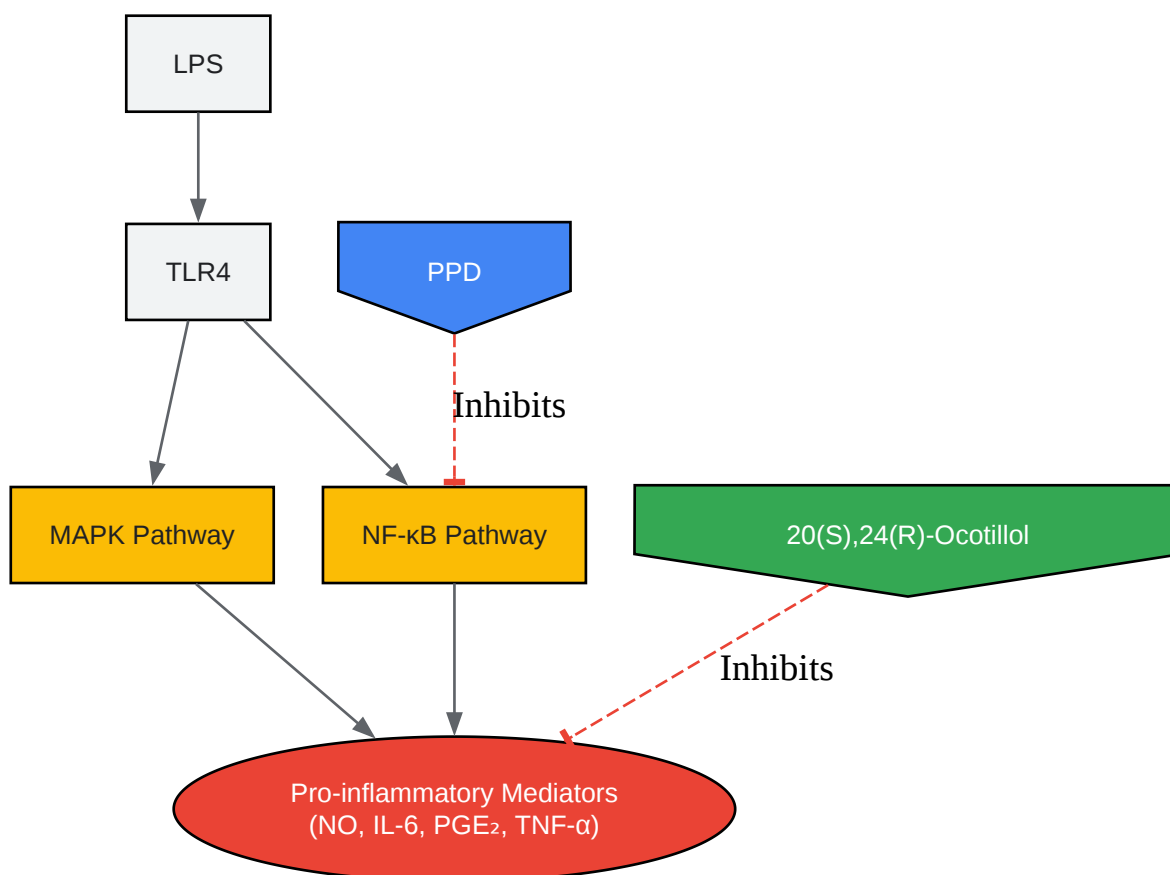 LPS
TLR4
PPD
Inhibits
MAPK Pathway
NF-κB Pathway
20(S),24(R)-Ocotillol
Inhibits
Pro-inflammatory Mediators
(NO, IL-6, PGE₂, TNF-α)